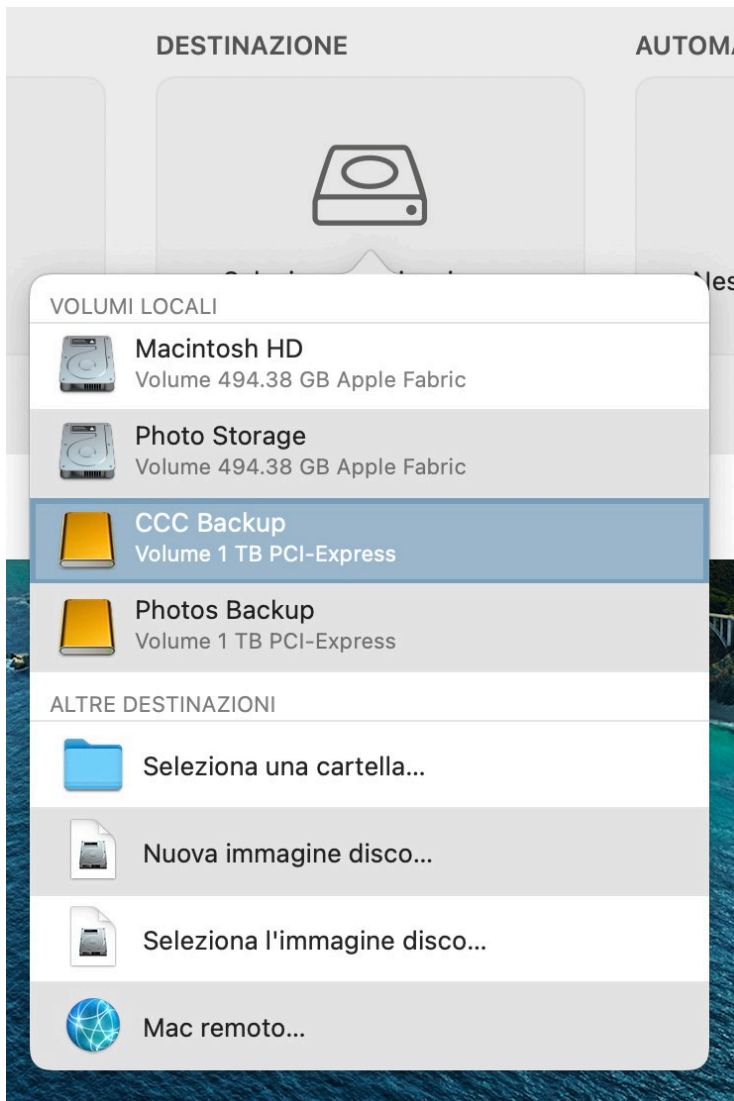 DESTINAZIONE
AUTOMA
Nes
VOLUMI LOCALI
Macintosh HD
Volume 494.38 GB Apple Fabric
Photo Storage
Volume 494.38 GB Apple Fabric
CCC Backup
Volume 1 TB PCI-Express
Photos Backup
Volume 1 TB PCI-Express
ALTRE DESTINAZIONI
Seleziona una cartella...
Nuova immagine disco...
Seleziona l'immagine disco...
Mac remoto...